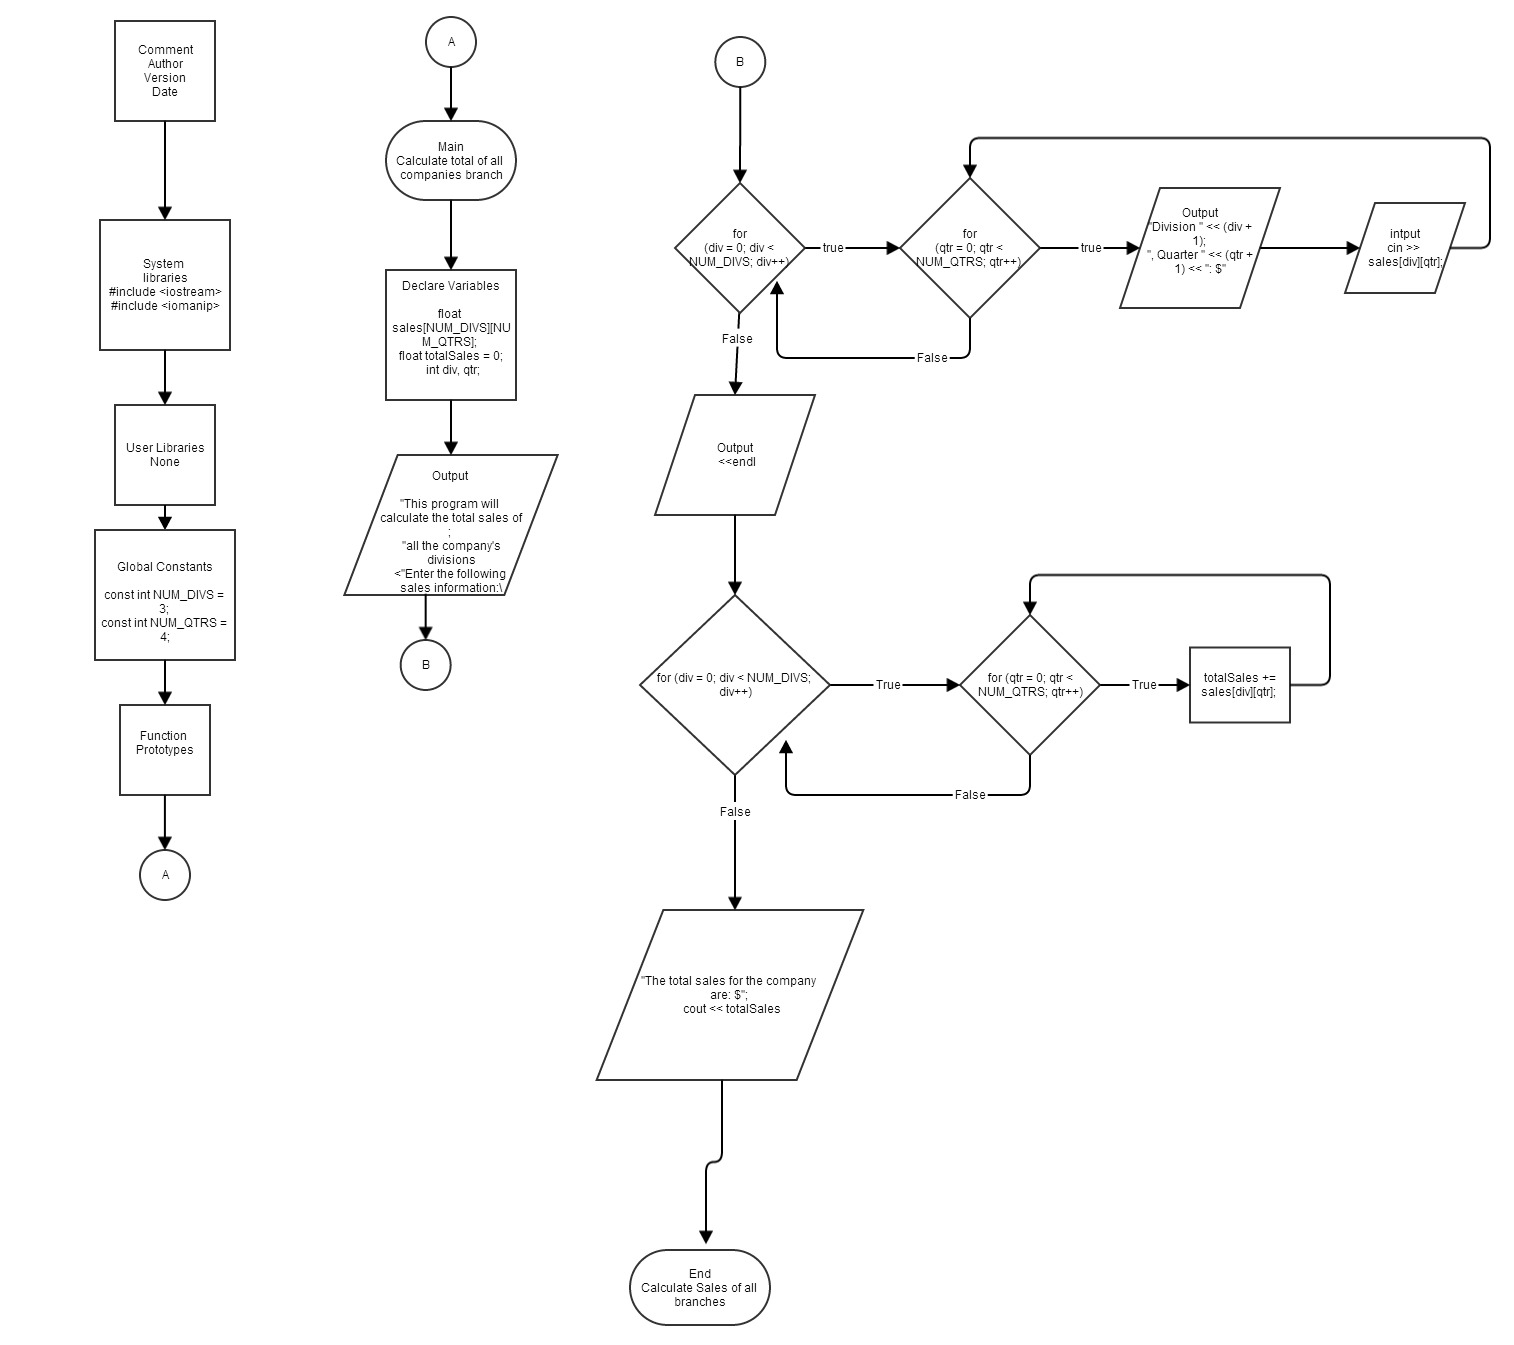 Comment
Author
Version
Date
System
libraries
#include <iostream>
#include <iomanip>
User Libraries
None
Global Constants
const int NUM_DIVS =
3;
const int NUM_QTRS =
4;
Function
Prototypes
A
A
Main
Calculate total of all
companies branch
Declare Variables
float
sales[NUM_DIVS][NU
M_QTRS];
float totalSales = 0;
int div, qtr;
Output
"This program will
calculate the total sales of
;
"all the company's
divisions
<"Enter the following
sales information:\
B
B
for
(div = 0; div <
NUM_DIVS; div++)
true
for
(qtr = 0; qtr <
NUM_QTRS; qtr++)
true
Output
"Division " << (div +
1);
", Quarter " << (qtr +
1) << ": $"
intput
cin >>
sales[div][qtr];
False
False
Output
<<endl
for (div = 0; div < NUM_DIVS;
div++)
True
for (qtr = 0; qtr <
NUM_QTRS; qtr++)
True
totalSales +=
sales[div][qtr];
False
False
"The total sales for the company
are: $";
cout << totalSales
End
Calculate Sales of all
branches